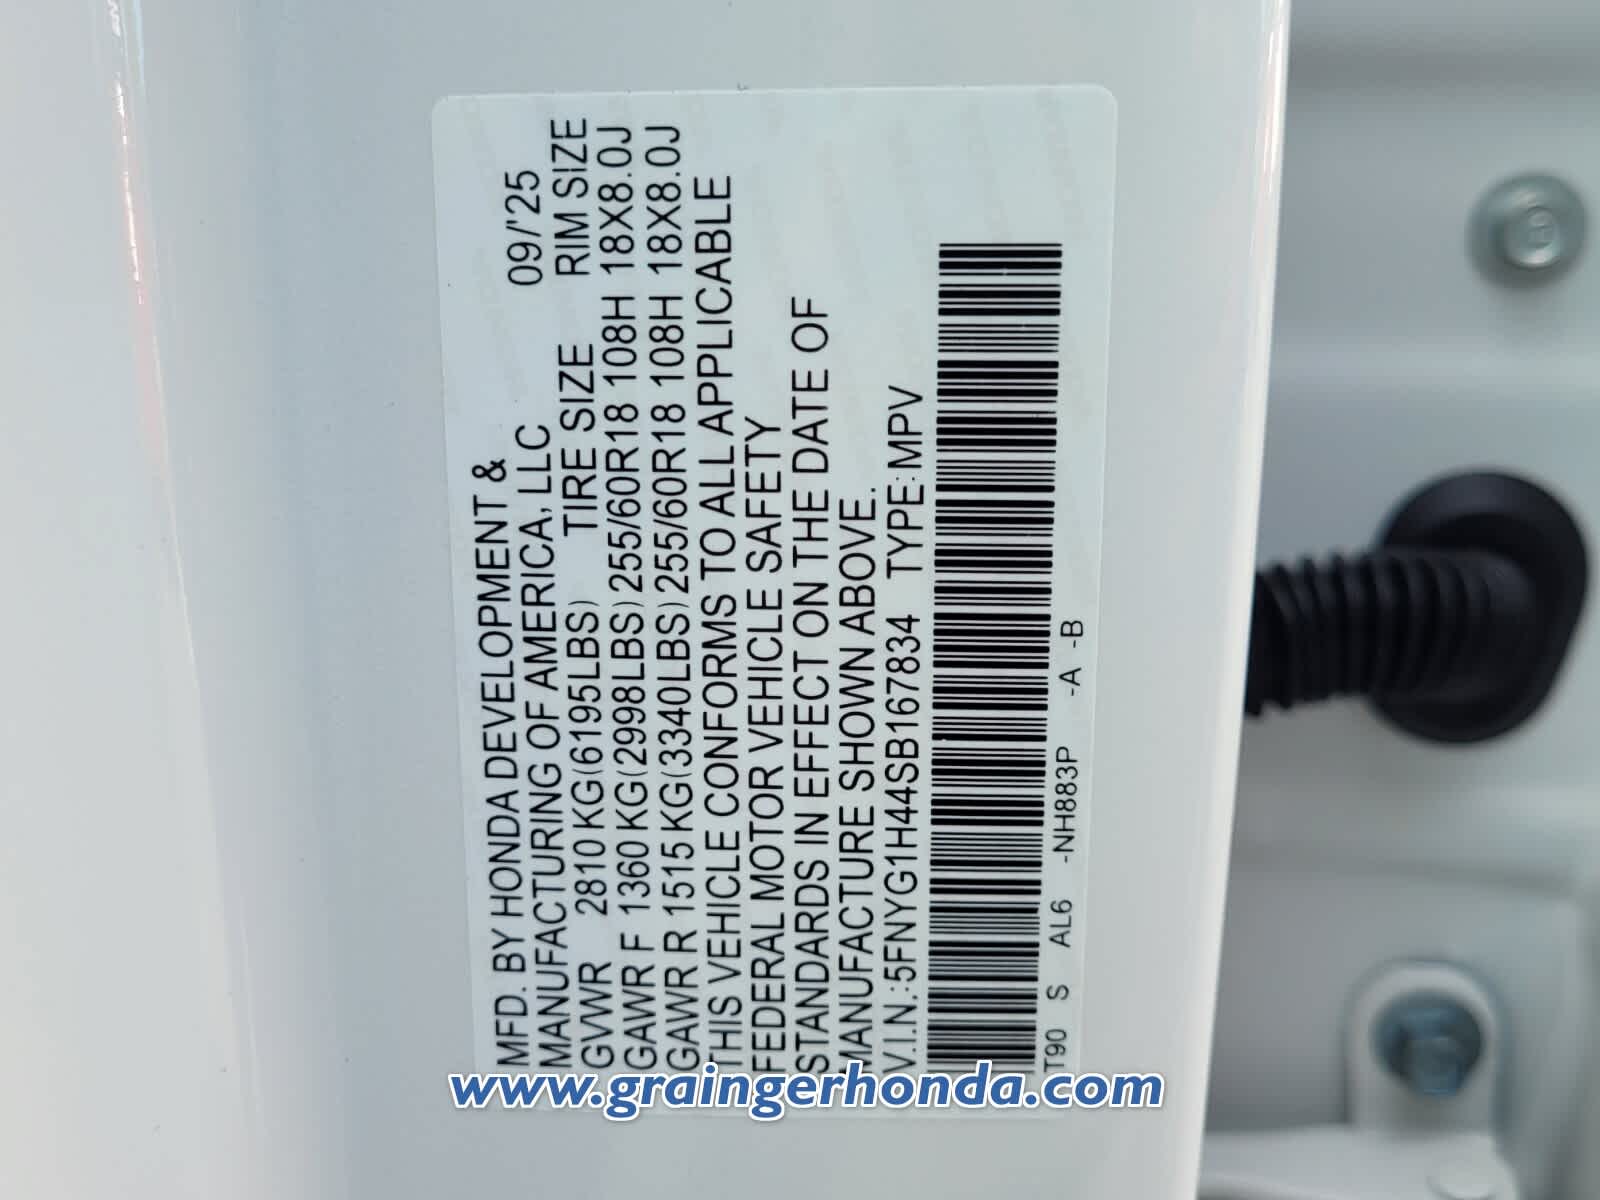 MFD. BY HONDA DEVELOPMENT &
MANUFACTURING OF AMERICA, LLC 09/'25
GVWR 2810 KG(6195LBS) TIRE SIZE RIM SIZE
GAWR F 1360 KG(2998LBS) 255/60R18 108H 18X8.0J
GAWR R 1515 KG(3340LBS) 255/60R18 108H 18X8.0J
THIS VEHICLE CONFORMS TO ALL APPLICABLE
FEDERAL MOTOR VEHICLE SAFETY
STANDARDS IN EFFECT ON THE DATE OF
MANUFACTURE SHOWN ABOVE.
V.I.N.:5FNYG1H44SB167834 TYPE:MPV
T90 S AL6 -NH883P -A -B
www.graingerhonda.com